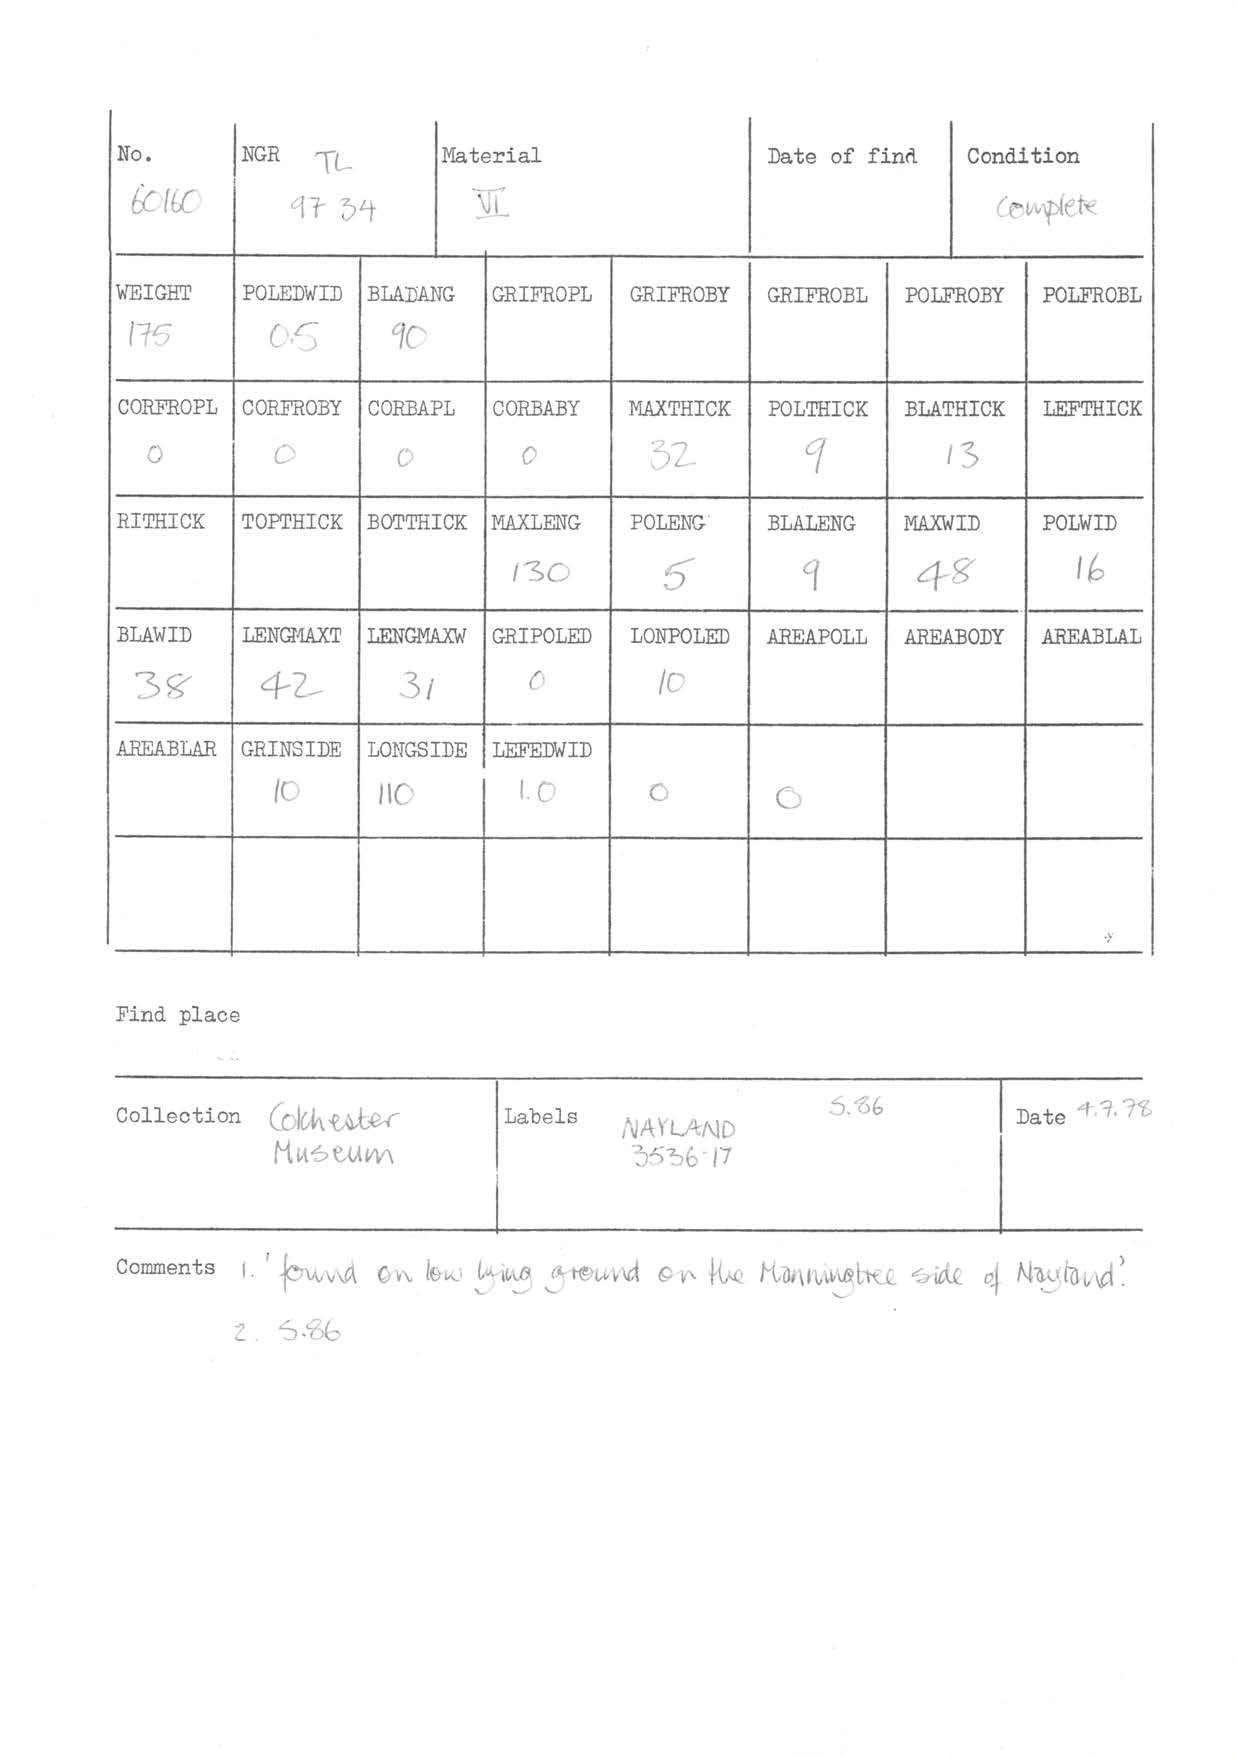 No. NGR TL Material Date of find Condition
60160 97 34 VI complete
WEIGHT POLEDWID BLADANG GRIFROPL GRIFROBY GRIFROBL POLFROBY POLFROBL
175 0.5 90
CORFROPL CORFROBY CORBAPL CORBABY MAXTHICK POLTHICK BLATHICK LEFTHICK
0 0 0 0 32 9 13
RITHICK TOPTHICK BOTTHICK MAXLENG POLENG BLALENG MAXWID POLWID
130 5 9 48 16
BLAWID LENGMAXT LENGMAXW GRIPOLED LONPOLED AREAPOLL AREABODY AREABLAL
38 42 31 0 10
AREABLAR GRINSIDE LONGSIDE LEFEDWID
10 110 1.0 0 0
Find place
Collection Colchester Museum
Labels NAYLAND 3536.17 S.86
Date 4.7.78
Comments 1. 'found on low lying ground on the Manningtree side of Nayland'.
2. S.86